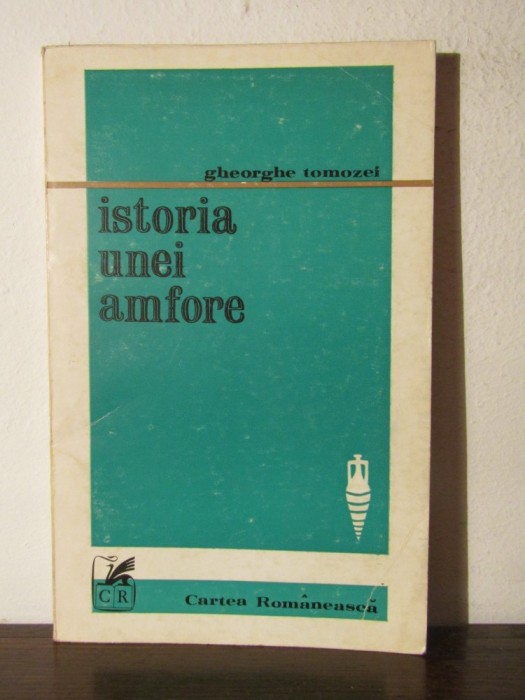 gheorghe tomozei
istoria
unei
amfore
CR
Cartea Românească